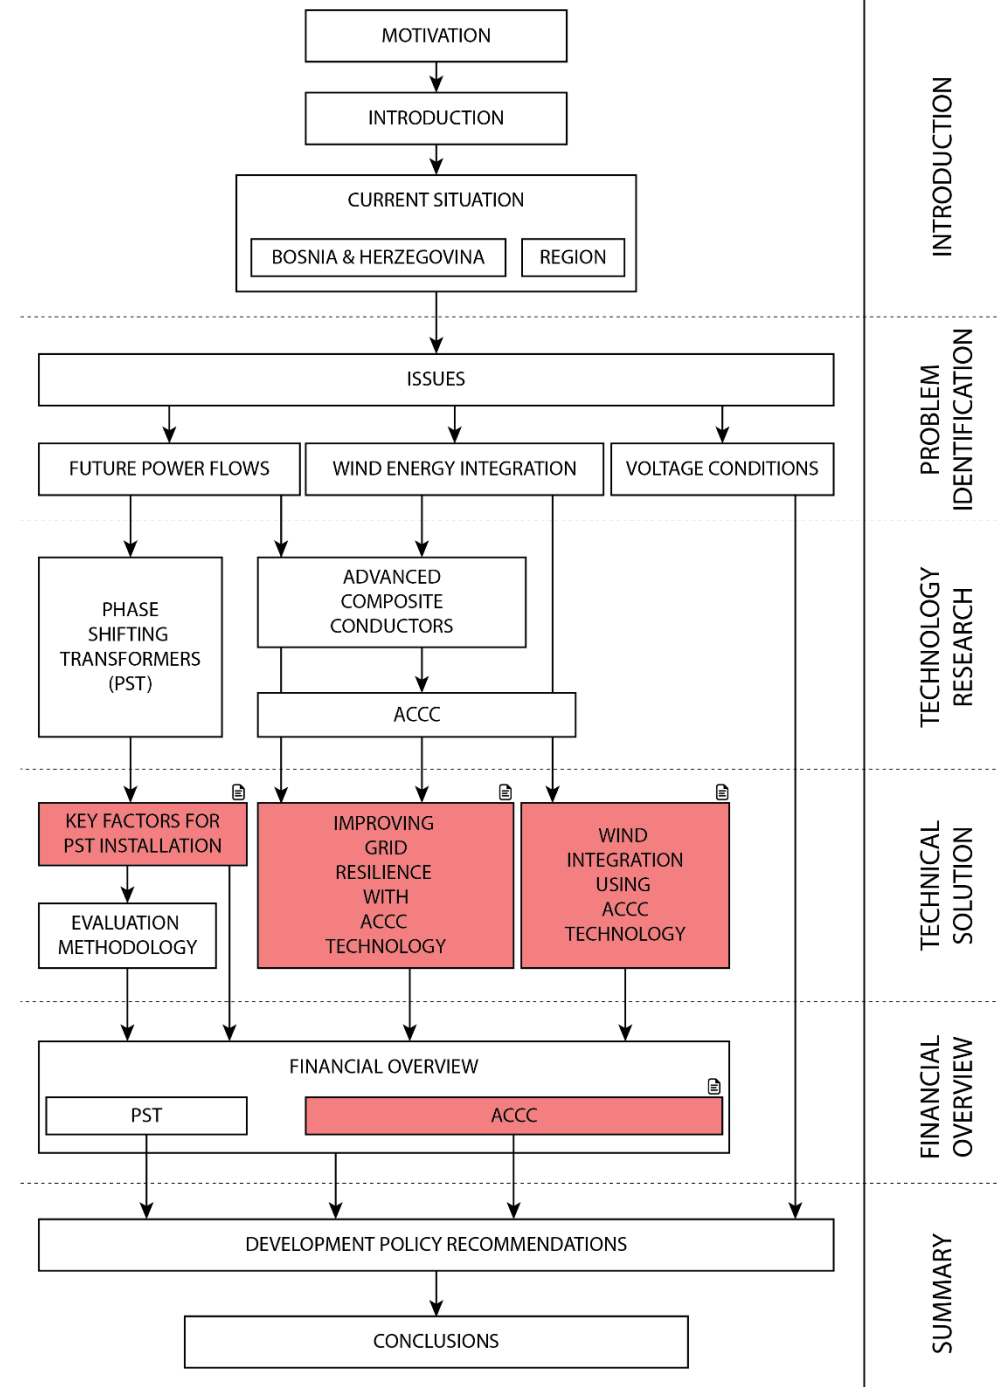 MOTIVATION
INTRODUCTION
CURRENT SITUATION
BOSNIA & HERZEGOVINA
REGION
INTRODUCTION
ISSUES
FUTURE POWER FLOWS
WIND ENERGY INTEGRATION
VOLTAGE CONDITIONS
PROBLEM
IDENTIFICATION
PHASE
SHIFTING
TRANSFORMERS
(PST)
ADVANCED
COMPOSITE
CONDUCTORS
ACCC
TECHNOLOGY
RESEARCH
KEY FACTORS FOR
PST INSTALLATION
EVALUATION
METHODOLOGY
IMPROVING
GRID
RESILIENCE
WITH
ACCC
TECHNOLOGY
WIND
INTEGRATION
USING
ACCC
TECHNOLOGY
TECHNICAL
SOLUTION
FINANCIAL OVERVIEW
PST
ACCC
FINANCIAL
OVERVIEW
DEVELOPMENT POLICY RECOMMENDATIONS
CONCLUSIONS
SUMMARY